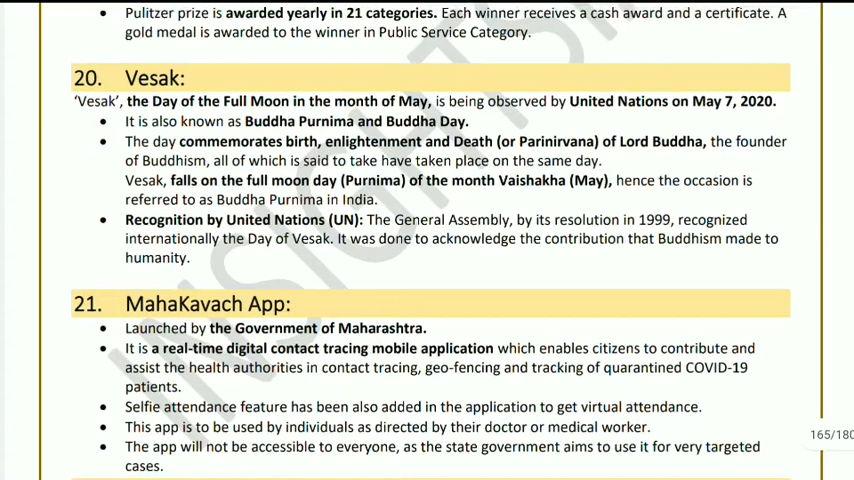 • Pulitzer prize is awarded yearly in 21 categories. Each winner receives a cash award and a certificate. A
gold medal is awarded to the winner in Public Service Category.
20. Vesak:
‘Vesak’, the Day of the Full Moon in the month of May, is being observed by United Nations on May 7, 2020.
• It is also known as Buddha Purnima and Buddha Day.
• The day commemorates birth, enlightenment and Death (or Parinirvana) of Lord Buddha, the founder
of Buddhism, all of which is said to take have taken place on the same day.
Vesak, falls on the full moon day (Purnima) of the month Vaishakha (May), hence the occasion is
referred to as Buddha Purnima in India.
• Recognition by United Nations (UN): The General Assembly, by its resolution in 1999, recognized
internationally the Day of Vesak. It was done to acknowledge the contribution that Buddhism made to
humanity.
21. MahaKavach App:
• Launched by the Government of Maharashtra.
• It is a real-time digital contact tracing mobile application which enables citizens to contribute and
assist the health authorities in contact tracing, geo-fencing and tracking of quarantined COVID-19
patients.
• Selfie attendance feature has been also added in the application to get virtual attendance.
• This app is to be used by individuals as directed by their doctor or medical worker.
• The app will not be accessible to everyone, as the state government aims to use it for very targeted
cases.
165/180
INSIGHTSI